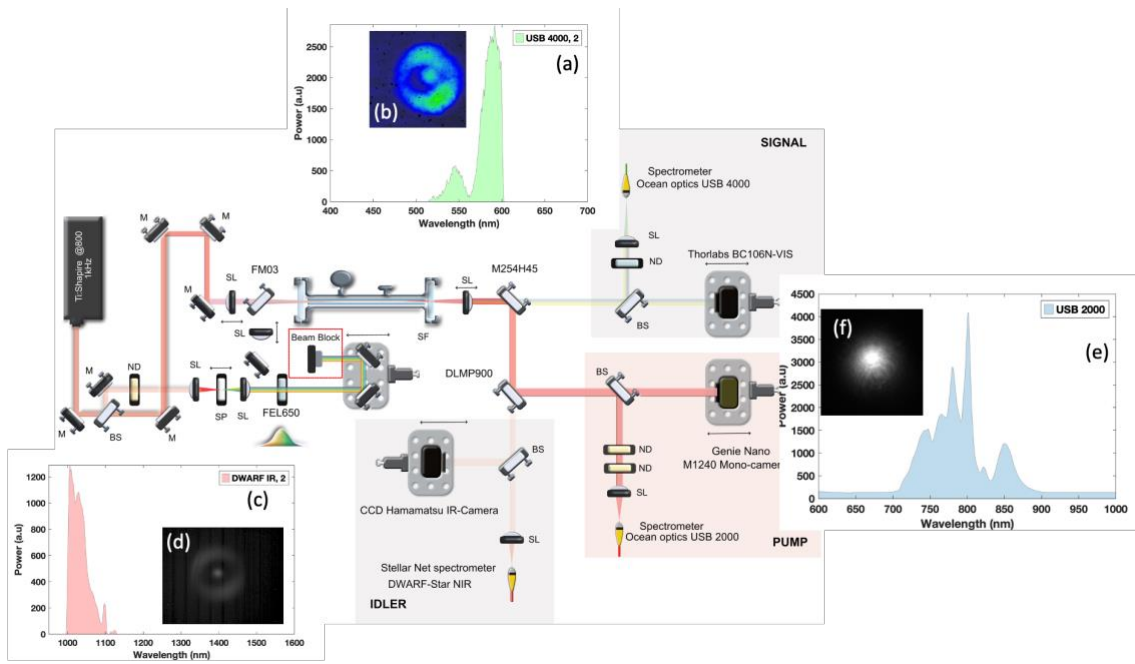 2500
2000
1500
1000
500
0
Power (a.u)
400
450
500
550
600
650
700
Wavelength (nm)
USB 4000, 2
(a)
(b)
SIGNAL
Spectrometer
Ocean optics USB 4000
SL
ND
Thorlabs BC106N-VIS
BS
Ti:Shapire @800
1kHz
M
M
M
SL
FM03
SL
M254H45
SL
SF
Beam Block
DLMP900
M
ND
SL
M
BS
M
SP
SL
FEL650
BS
Genie Nano
M1240 Mono-camer
ND
ND
SL
Spectrometer
Ocean optics USB 2000
PUMP
BS
CCD Hamamatsu IR-Camera
SL
Stellar Net spectrometer
DWARF-Star NIR
IDLER
1200
1000
800
600
400
200
0
Power (a.u)
1000
1100
1200
1300
1400
1500
1600
Wavelength (nm)
DWARF IR, 2
(c)
(d)
4500
4000
3500
3000
2500
2000
1500
1000
500
0
Power (a.u)
600
650
700
750
800
850
900
950
1000
Wavelength (nm)
USB 2000
(e)
(f)